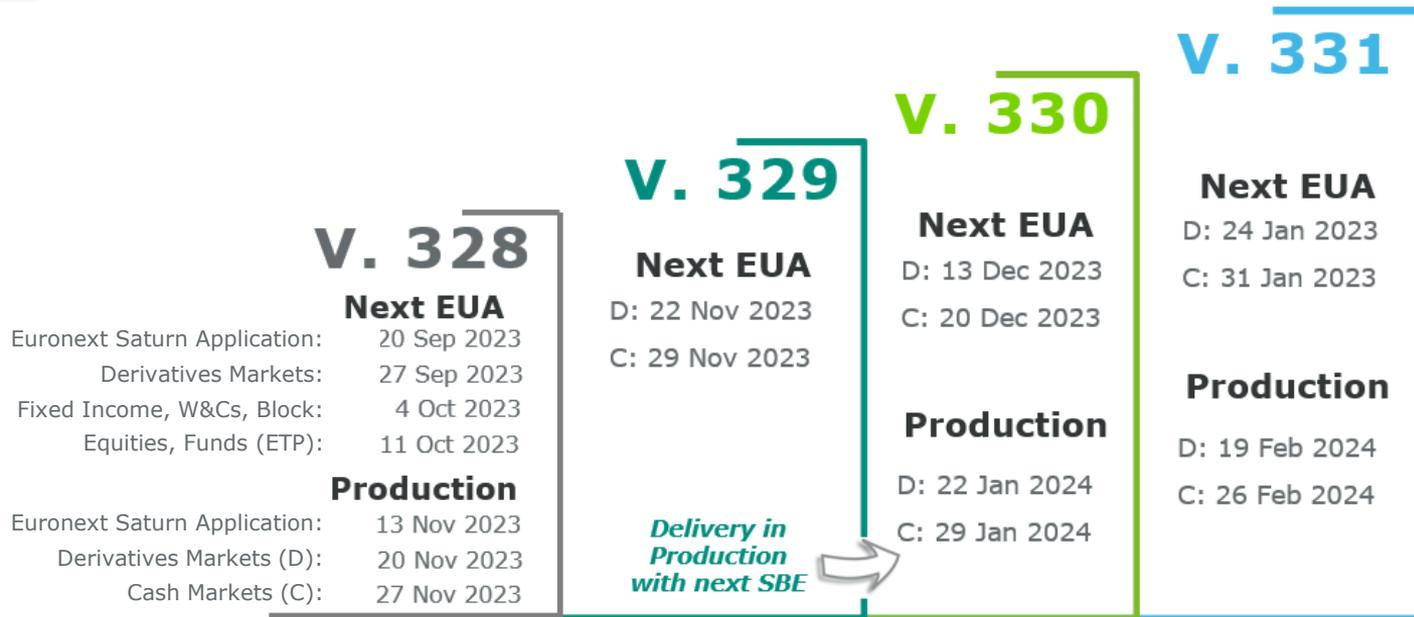 V. 328
Next EUA
Euronext Saturn Application: 20 Sep 2023
Derivatives Markets: 27 Sep 2023
Fixed Income, W&Cs, Block: 4 Oct 2023
Equities, Funds (ETP): 11 Oct 2023
Production
Euronext Saturn Application: 13 Nov 2023
Derivatives Markets (D): 20 Nov 2023
Cash Markets (C): 27 Nov 2023
V. 329
Next EUA
D: 22 Nov 2023
C: 29 Nov 2023
Delivery in
Production
with next SBE
V. 330
Next EUA
D: 13 Dec 2023
C: 20 Dec 2023
Production
D: 22 Jan 2024
C: 29 Jan 2024
V. 331
Next EUA
D: 24 Jan 2023
C: 31 Jan 2023
Production
D: 19 Feb 2024
C: 26 Feb 2024